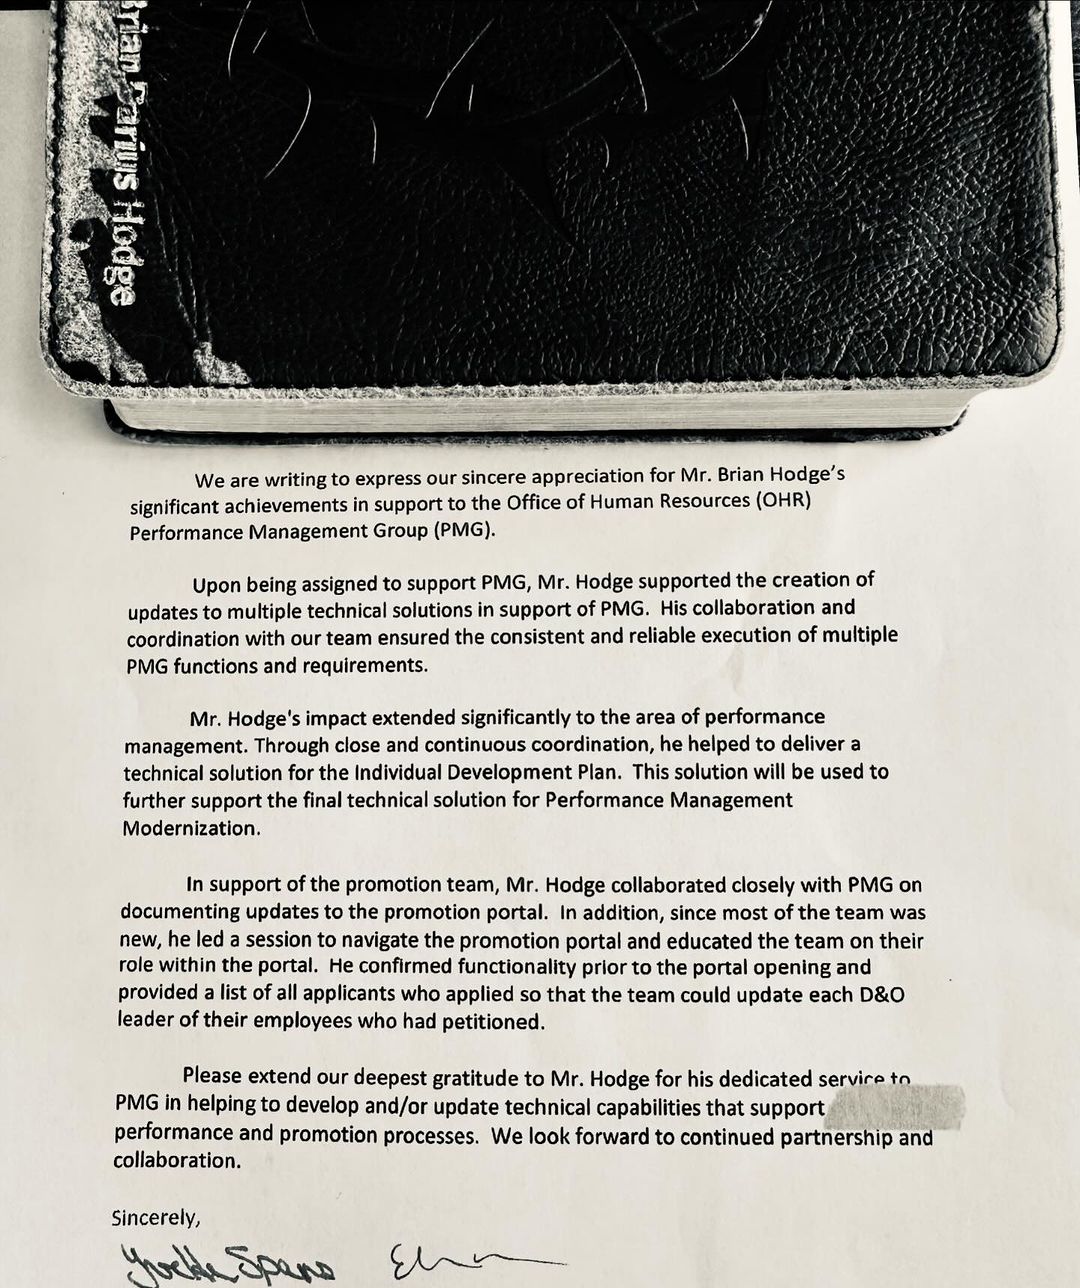 Brian Darius Hodge
We are writing to express our sincere appreciation for Mr. Brian Hodge's
significant achievements in support to the Office of Human Resources (OHR)
Performance Management Group (PMG).
Upon being assigned to support PMG, Mr. Hodge supported the creation of
updates to multiple technical solutions in support of PMG. His collaboration and
coordination with our team ensured the consistent and reliable execution of multiple
PMG functions and requirements.
Mr. Hodge's impact extended significantly to the area of performance
management. Through close and continuous coordination, he helped to deliver a
technical solution for the Individual Development Plan. This solution will be used to
further support the final technical solution for Performance Management
Modernization.
In support of the promotion team, Mr. Hodge collaborated closely with PMG on
documenting updates to the promotion portal. In addition, since most of the team was
new, he led a session to navigate the promotion portal and educated the team on their
role within the portal. He confirmed functionality prior to the portal opening and
provided a list of all applicants who applied so that the team could update each D&O
leader of their employees who had petitioned.
Please extend our deepest gratitude to Mr. Hodge for his dedicated service to
PMG in helping to develop and/or update technical capabilities that support
performance and promotion processes. We look forward to continued partnership and
collaboration.
Sincerely,